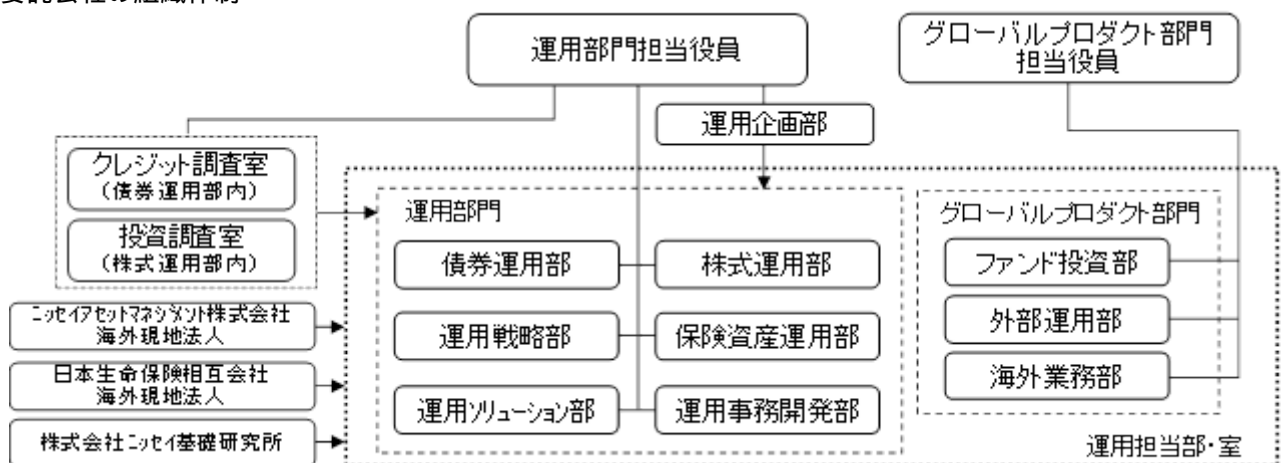 運用部門担当役員
グローバルプロダクト部門
担当役員
運用企画部
クレジット調査室
(債券運用部内)
投資調査室
(株式運用部内)
運用部門
債券運用部
株式運用部
運用戦略部
保険資産運用部
運用ソリューション部
運用事務開発部
グローバルプロダクト部門
ファンド投資部
外部運用部
海外業務部
ニッセイアセットマネジメント株式会社
海外現地法人
日本生命保険相互会社
海外現地法人
株式会社ニッセイ基礎研究所
運用担当部・室